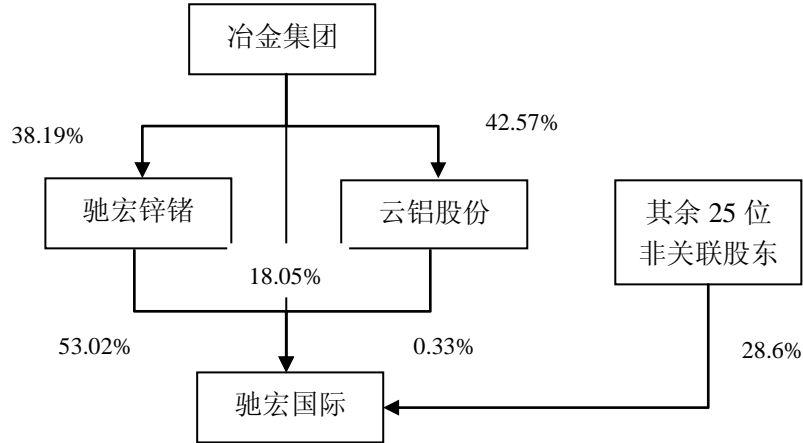 冶金集团
38.19%
42.57%
驰宏锌锗
云铝股份
其余 25 位
非关联股东
18.05%
53.02%
0.33%
28.6%
驰宏国际